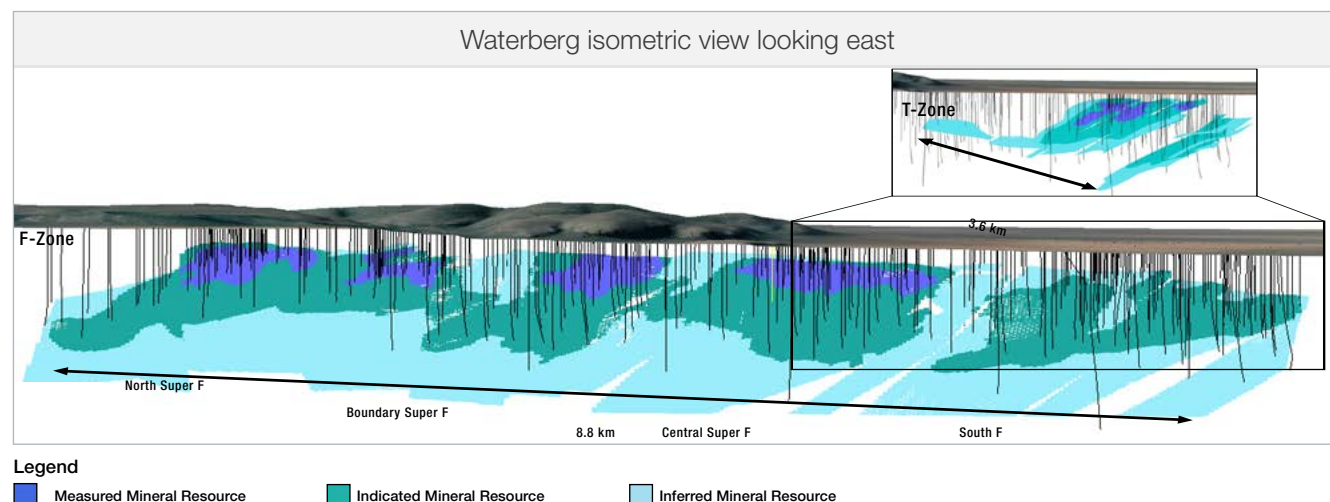 Waterberg isometric view looking east
T-Zone
3.6 km
F-Zone
North Super F
Boundary Super F
8.8 km
Central Super F
South F
Legend
Measured Mineral Resource
Indicated Mineral Resource
Inferred Mineral Resource